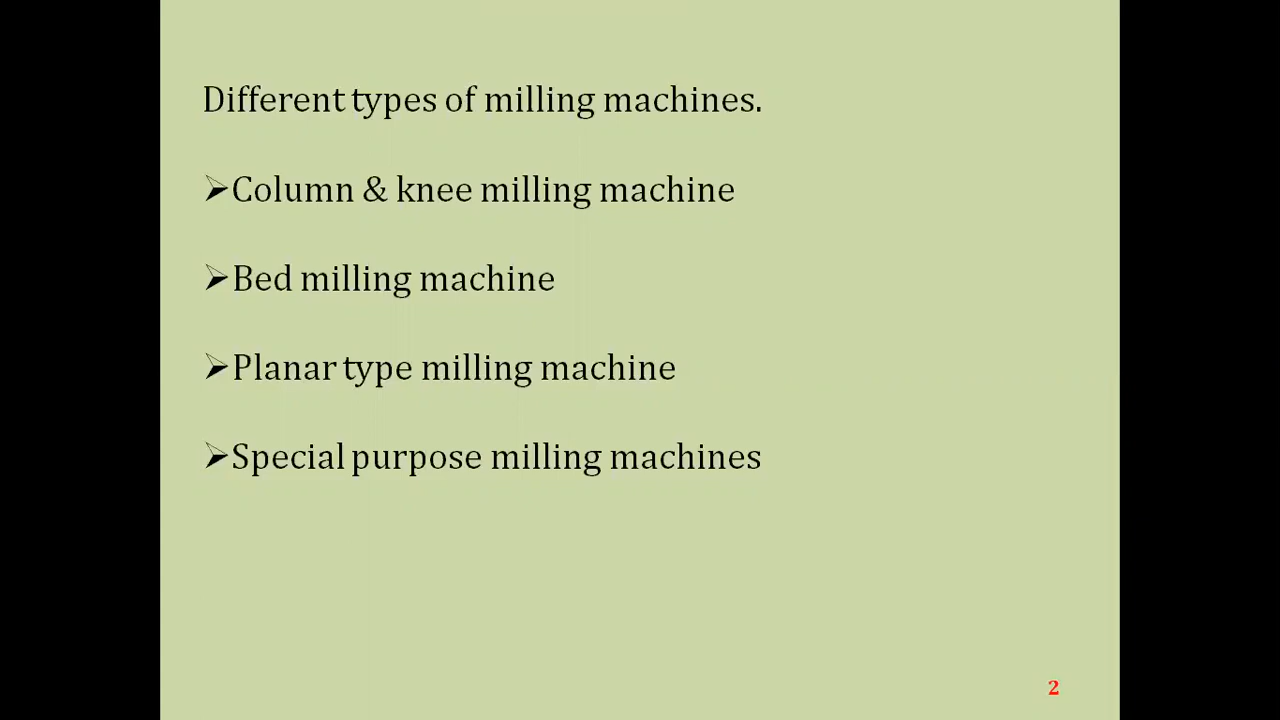 Different types of milling machines.
➢Column & knee milling machine
➢Bed milling machine
➢Planar type milling machine
➢Special purpose milling machines
2